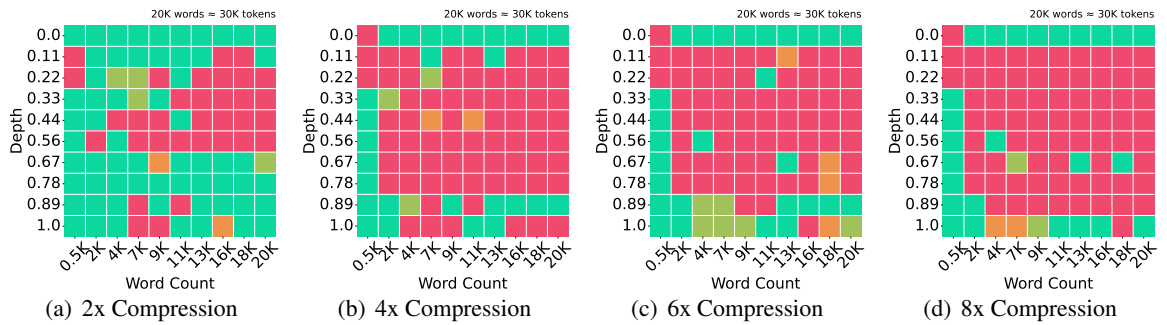 20K words ≈ 30K tokens
Depth
0.0
0.11
0.22
0.33
0.44
0.56
0.67
0.78
0.89
1.0
0.5K 2K 4K 7K 9K 11K 13K 16K 18K 20K
Word Count
(a) 2x Compression
20K words ≈ 30K tokens
Depth
0.0
0.11
0.22
0.33
0.44
0.56
0.67
0.78
0.89
1.0
0.5K 2K 4K 7K 9K 11K 13K 16K 18K 20K
Word Count
(b) 4x Compression
20K words ≈ 30K tokens
Depth
0.0
0.11
0.22
0.33
0.44
0.56
0.67
0.78
0.89
1.0
0.5K 2K 4K 7K 9K 11K 13K 16K 18K 20K
Word Count
(c) 6x Compression
20K words ≈ 30K tokens
Depth
0.0
0.11
0.22
0.33
0.44
0.56
0.67
0.78
0.89
1.0
0.5K 2K 4K 7K 9K 11K 13K 16K 18K 20K
Word Count
(d) 8x Compression